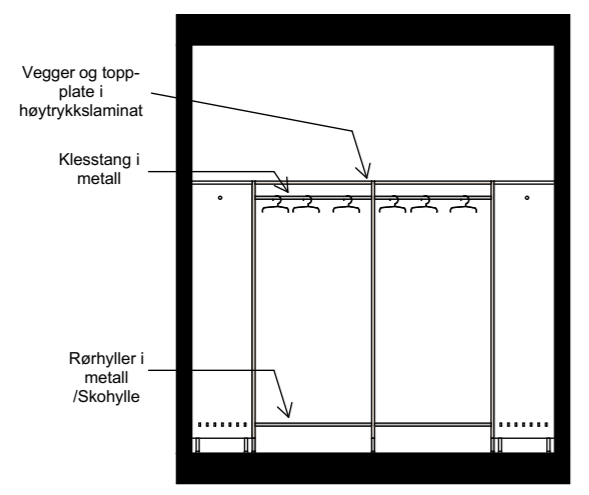 Vegger og topp-
plate i
høytrykkslaminat
Klesstang i
metall
Rørhyller i
metall
/Skohylle